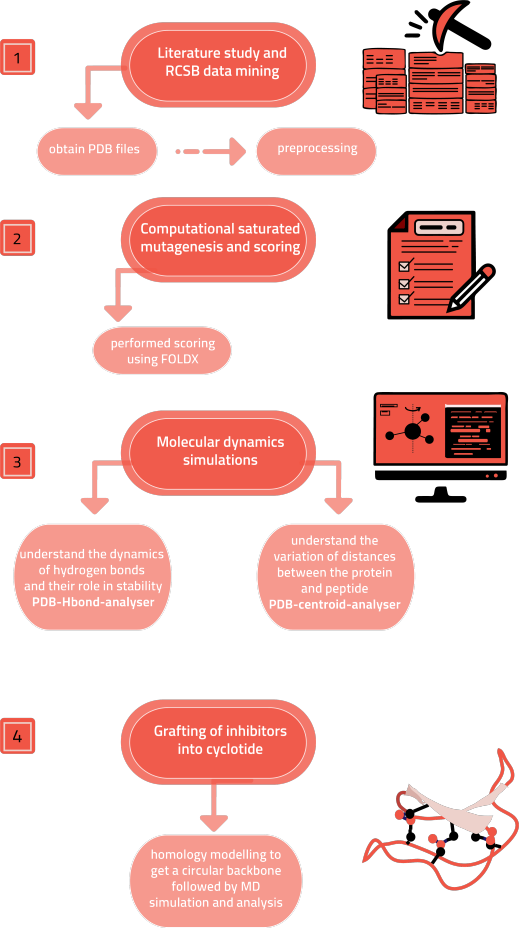 1
Literature study and
RCSB data mining
obtain PDB files
preprocessing
2
Computational saturated
mutagenesis and scoring
performed scoring
using FOLDX
3
Molecular dynamics
simulations
understand the dynamics
of hydrogen bonds
and their role in stability
PDB-Hbond-analyser
understand the
variation of distances
between the protein
and peptide
PDB-centroid-analyser
4
Grafting of inhibitors
into cyclotide
homology modelling to
get a circular backbone
followed by MD
simulation and analysis